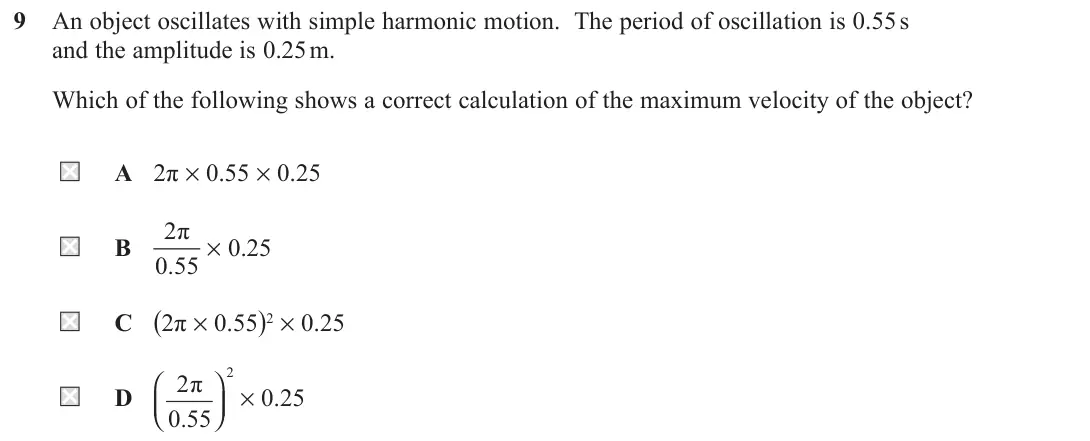 9 An object oscillates with simple harmonic motion. The period of oscillation is 0.55 s
and the amplitude is 0.25 m.
Which of the following shows a correct calculation of the maximum velocity of the object?
A 2π × 0.55 × 0.25
B 2π/0.55 × 0.25
C (2π × 0.55)² × 0.25
D (2π/0.55)² × 0.25